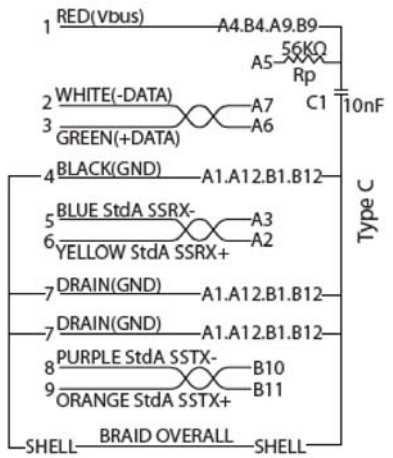 1 RED(Vbus) A4.B4.A9.B9
56KΩ
A5 Rp
C1 10nF
2 WHITE(-DATA) A7
3 GREEN(+DATA) A6
4 BLACK(GND) A1.A12.B1.B12
Type C
5 BLUE StdA SSRX- A3
6 YELLOW StdA SSRX+ A2
7 DRAIN(GND) A1.A12.B1.B12
7 DRAIN(GND) A1.A12.B1.B12
8 PURPLE StdA SSTX- B10
9 ORANGE StdA SSTX+ B11
SHELL BRAID OVERALL SHELL